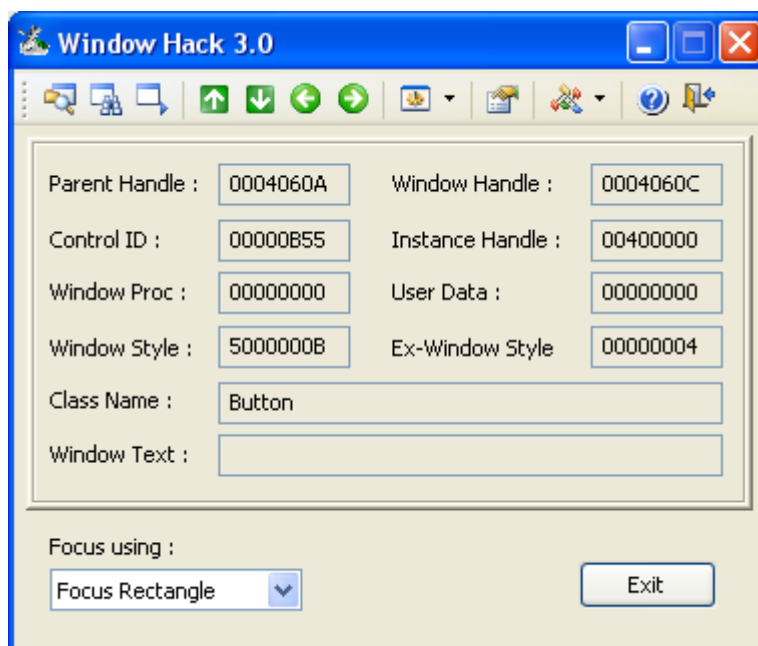 Window Hack 3.0
Parent Handle : 0004060A Window Handle : 0004060C
Control ID : 00000B55 Instance Handle : 00400000
Window Proc : 00000000 User Data : 00000000
Window Style : 5000000B Ex-Window Style 00000004
Class Name : Button
Window Text :
Focus using :
Focus Rectangle Exit